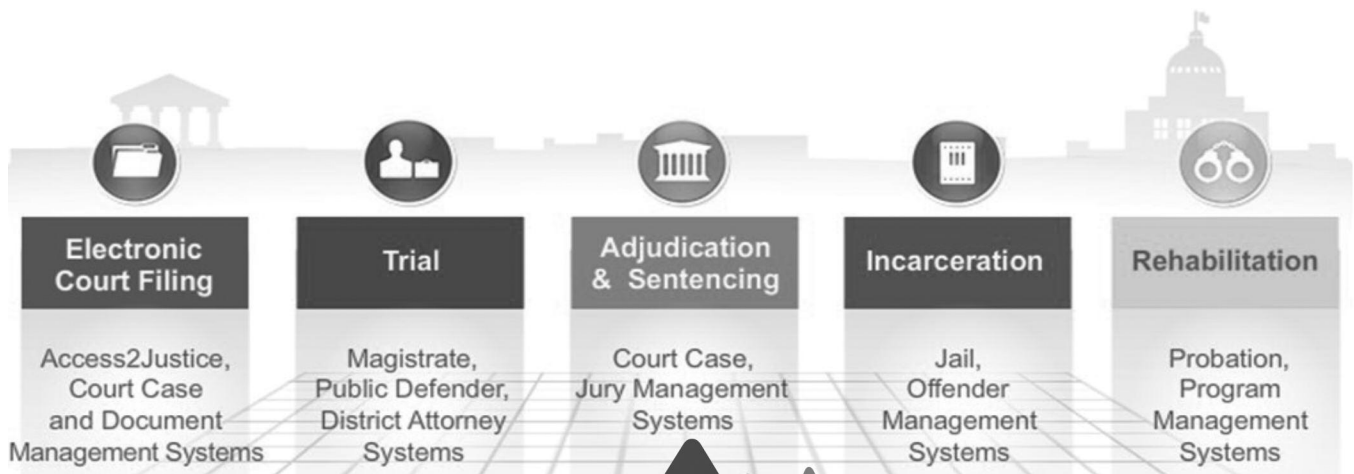 Electronic
Court Filing
Access2Justice,
Court Case
and Document
Management Systems
Trial
Magistrate,
Public Defender,
District Attorney
Systems
Adjudication
& Sentencing
Court Case,
Jury Management
Systems
Incarceration
Jail,
Offender
Management
Systems
Rehabilitation
Probation,
Program
Management
Systems